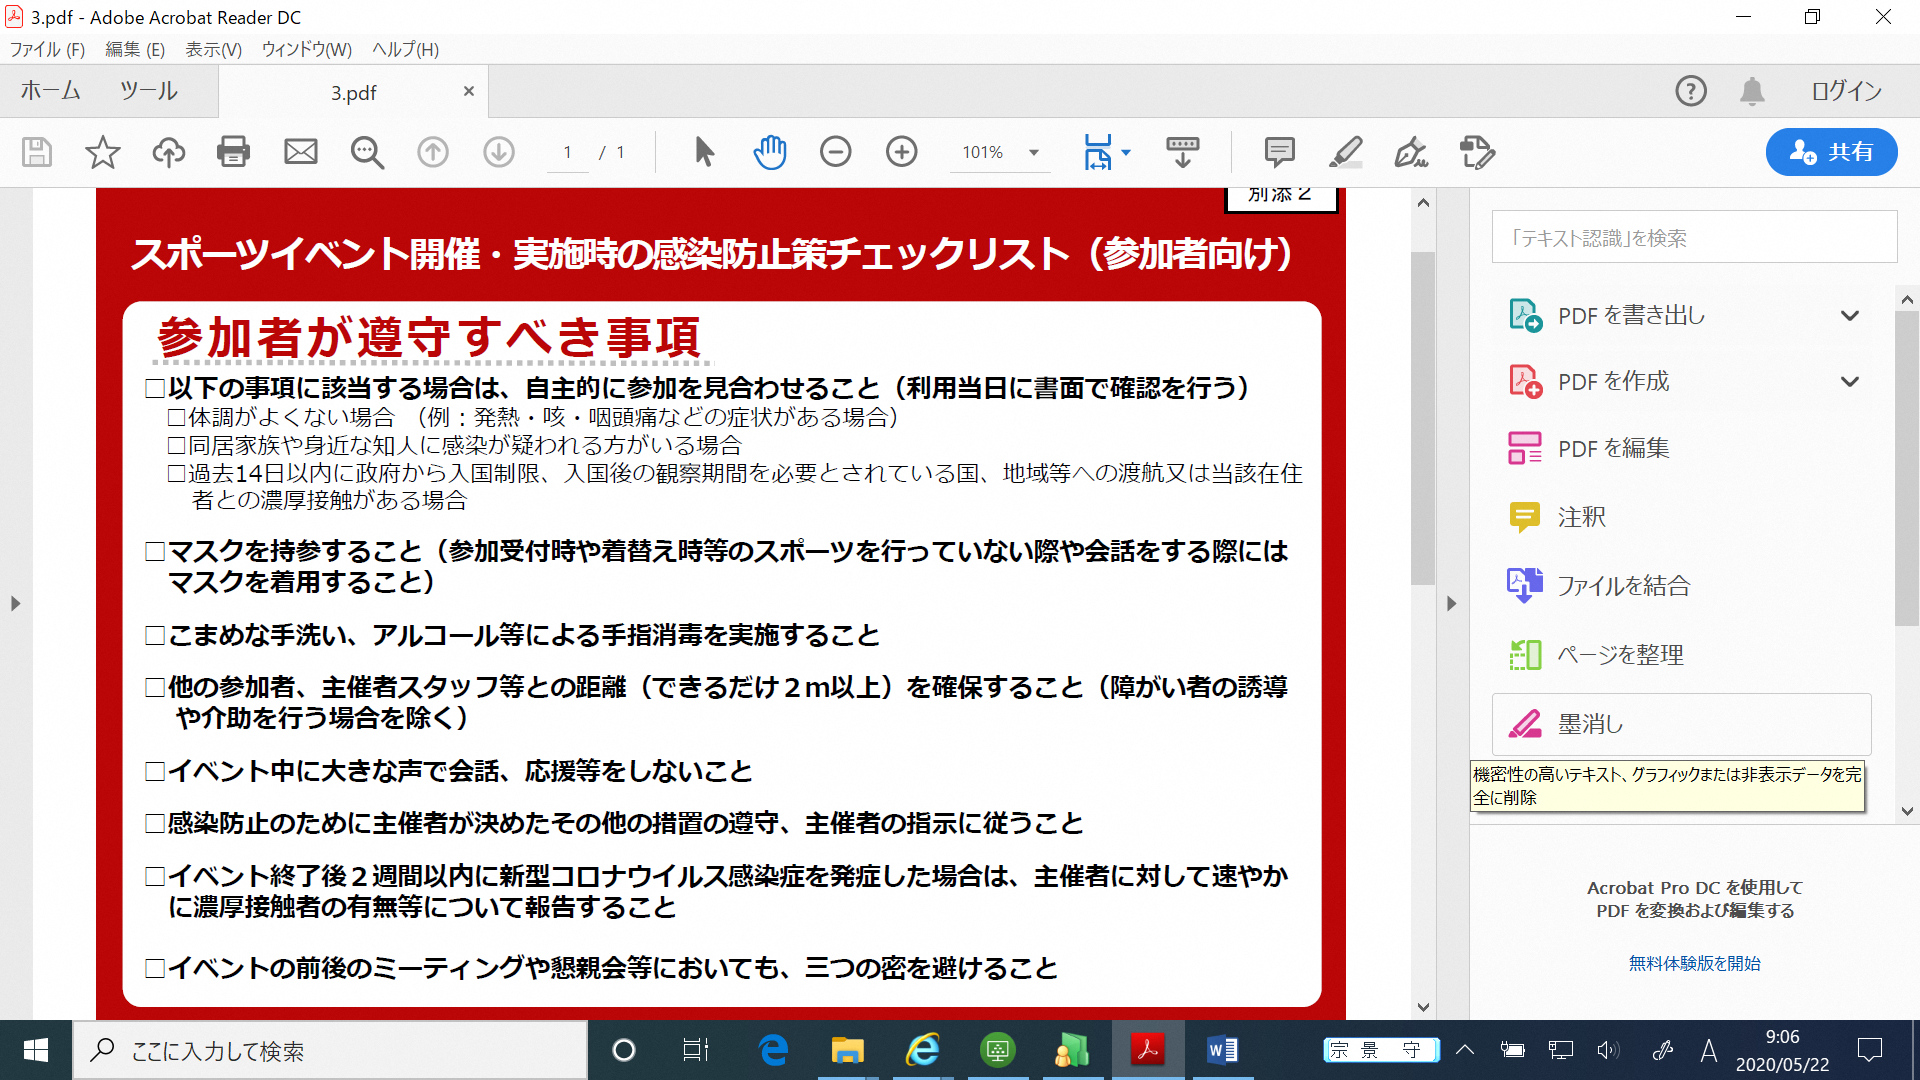 3.pdf - Adobe Acrobat Reader DC
ファイル (F) 編集 (E) 表示(V) ウィンドウ(W) ヘルプ(H)
ホーム ツール 3.pdf × ログイン
1 / 1 101% 共有
別添２
スポーツイベント開催・実施時の感染防止策チェックリスト（参加者向け）
参加者が遵守すべき事項
□以下の事項に該当する場合は、自主的に参加を見合わせること（利用当日に書面で確認を行う）
□体調がよくない場合 （例：発熱・咳・咽頭痛などの症状がある場合）
□同居家族や身近な知人に感染が疑われる方がいる場合
□過去14日以内に政府から入国制限、入国後の観察期間を必要とされている国、地域等への渡航又は当該在住
者との濃厚接触がある場合
□マスクを持参すること（参加受付時や着替え時等のスポーツを行っていない際や会話をする際には
マスクを着用すること）
□こまめな手洗い、アルコール等による手指消毒を実施すること
□他の参加者、主催者スタッフ等との距離（できるだけ２ｍ以上）を確保すること（障がい者の誘導
や介助を行う場合を除く）
□イベント中に大きな声で会話、応援等をしないこと
□感染防止のために主催者が決めたその他の措置の遵守、主催者の指示に従うこと
□イベント終了後２週間以内に新型コロナウイルス感染症を発症した場合は、主催者に対して速やか
に濃厚接触者の有無等について報告すること
□イベントの前後のミーティングや懇親会等においても、三つの密を避けること
「テキスト認識」を検索
PDF を書き出し
PDF を作成
PDF を編集
注釈
ファイルを結合
ページを整理
墨消し
機密性の高いテキスト、グラフィックまたは非表示データを完
全に削除
Acrobat Pro DC を使用して
PDF を変換および編集する
無料体験版を開始
ここに入力して検索
宗 景 守
A
9:06
2020/05/22